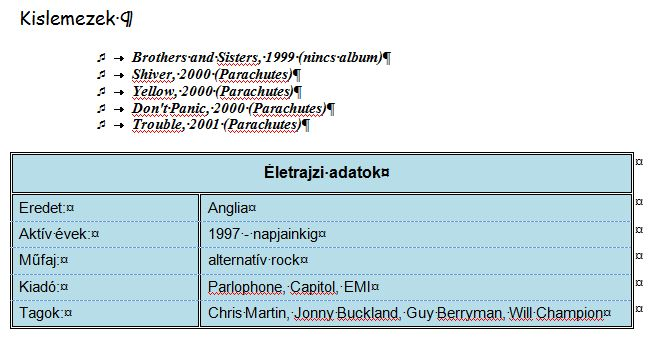 Kislemezek
Brothers and Sisters, 1999 (nincs album)
Shiver, 2000 (Parachutes)
Yellow, 2000 (Parachutes)
Don't Panic, 2000 (Parachutes)
Trouble, 2001 (Parachutes)
Életrajzi adatok
Eredet: Anglia
Aktív évek: 1997 - napjainkig
Műfaj: alternatív rock
Kiadó: Parlophone, Capitol, EMI
Tagok: Chris Martin, Jonny Buckland, Guy Berryman, Will Champion